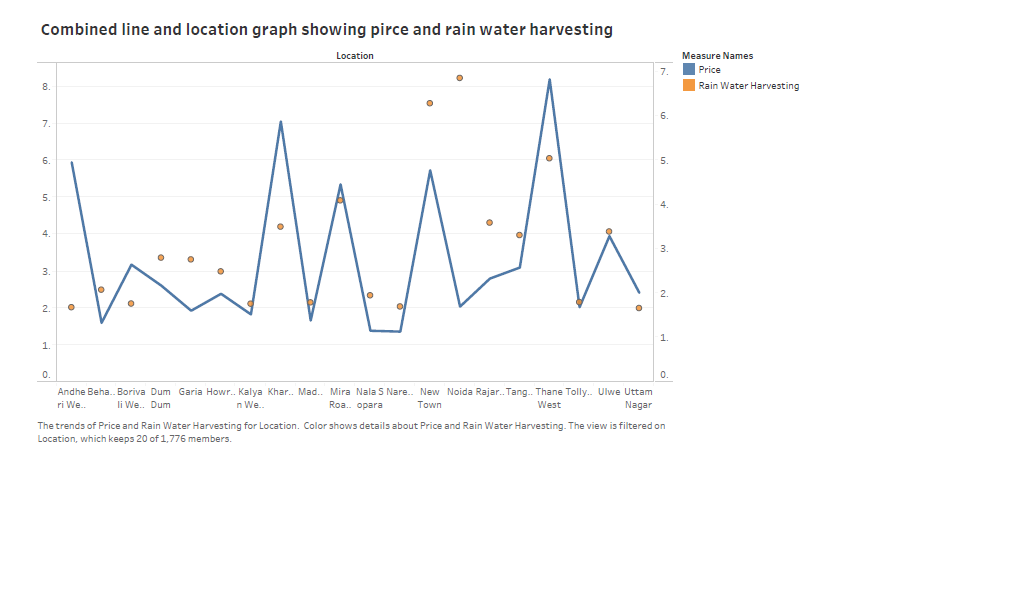 Combined line and location graph showing pirce and rain water harvesting
Location
Measure Names
Price
Rain Water Harvesting
8.
7.
6.
5.
4.
3.
2.
1.
0.
7.
6.
5.
4.
3.
2.
1.
0.
Andhe Beha.. Boriva Dum Garia Howr.. Kalya Khar.. Mad.. Mira Nala S Nare.. New Noida Rajar.. Tang.. Thane Tolly.. Ulwe Uttam
ri We.. li We.. Dum n We.. Roa.. opara Town West Nagar
The trends of Price and Rain Water Harvesting for Location. Color shows details about Price and Rain Water Harvesting. The view is filtered on
Location, which keeps 20 of 1,776 members.